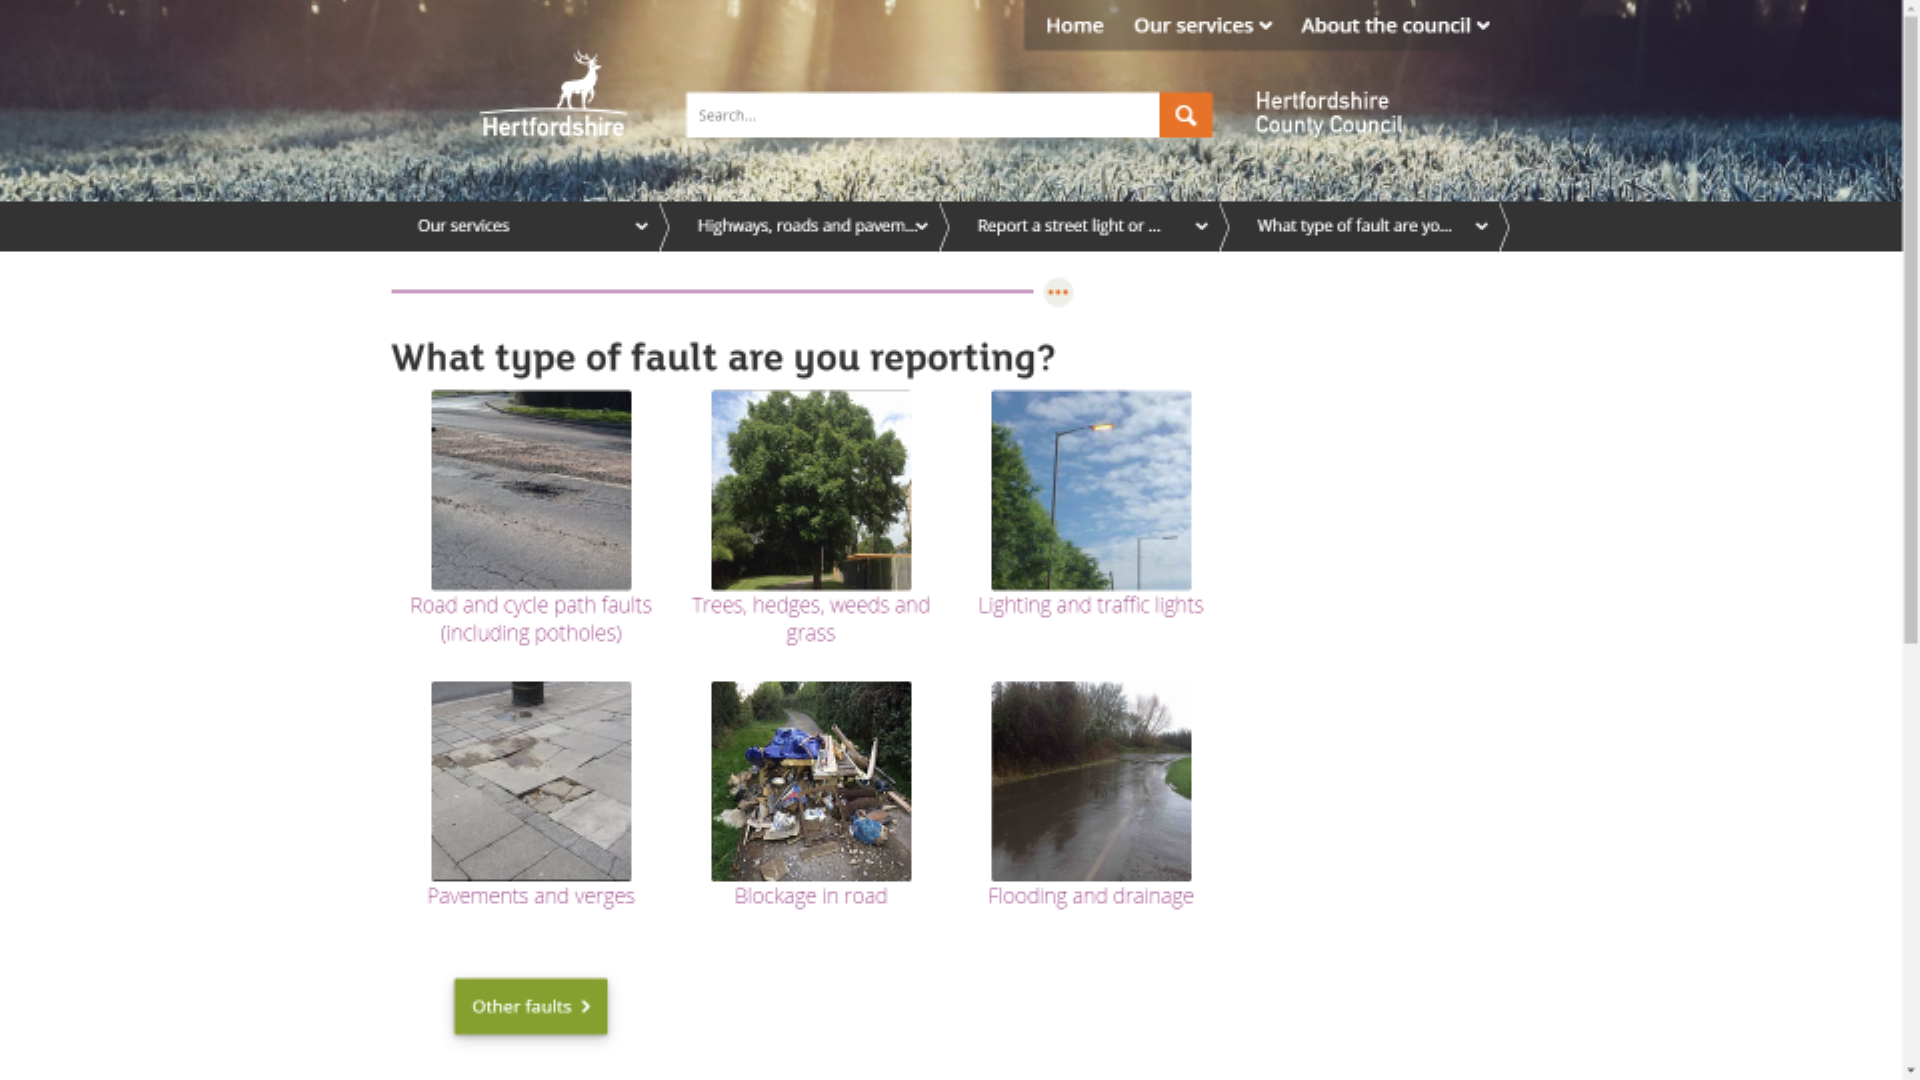 Home
Our services
About the council
Hertfordshire
Search...
Hertfordshire
County Council
Our services
Highways, roads and pavem...
Report a street light or ...
What type of fault are yo...
What type of fault are you reporting?
Road and cycle path faults
(including potholes)
Trees, hedges, weeds and
grass
Lighting and traffic lights
Pavements and verges
Blockage in road
Flooding and drainage
Other faults